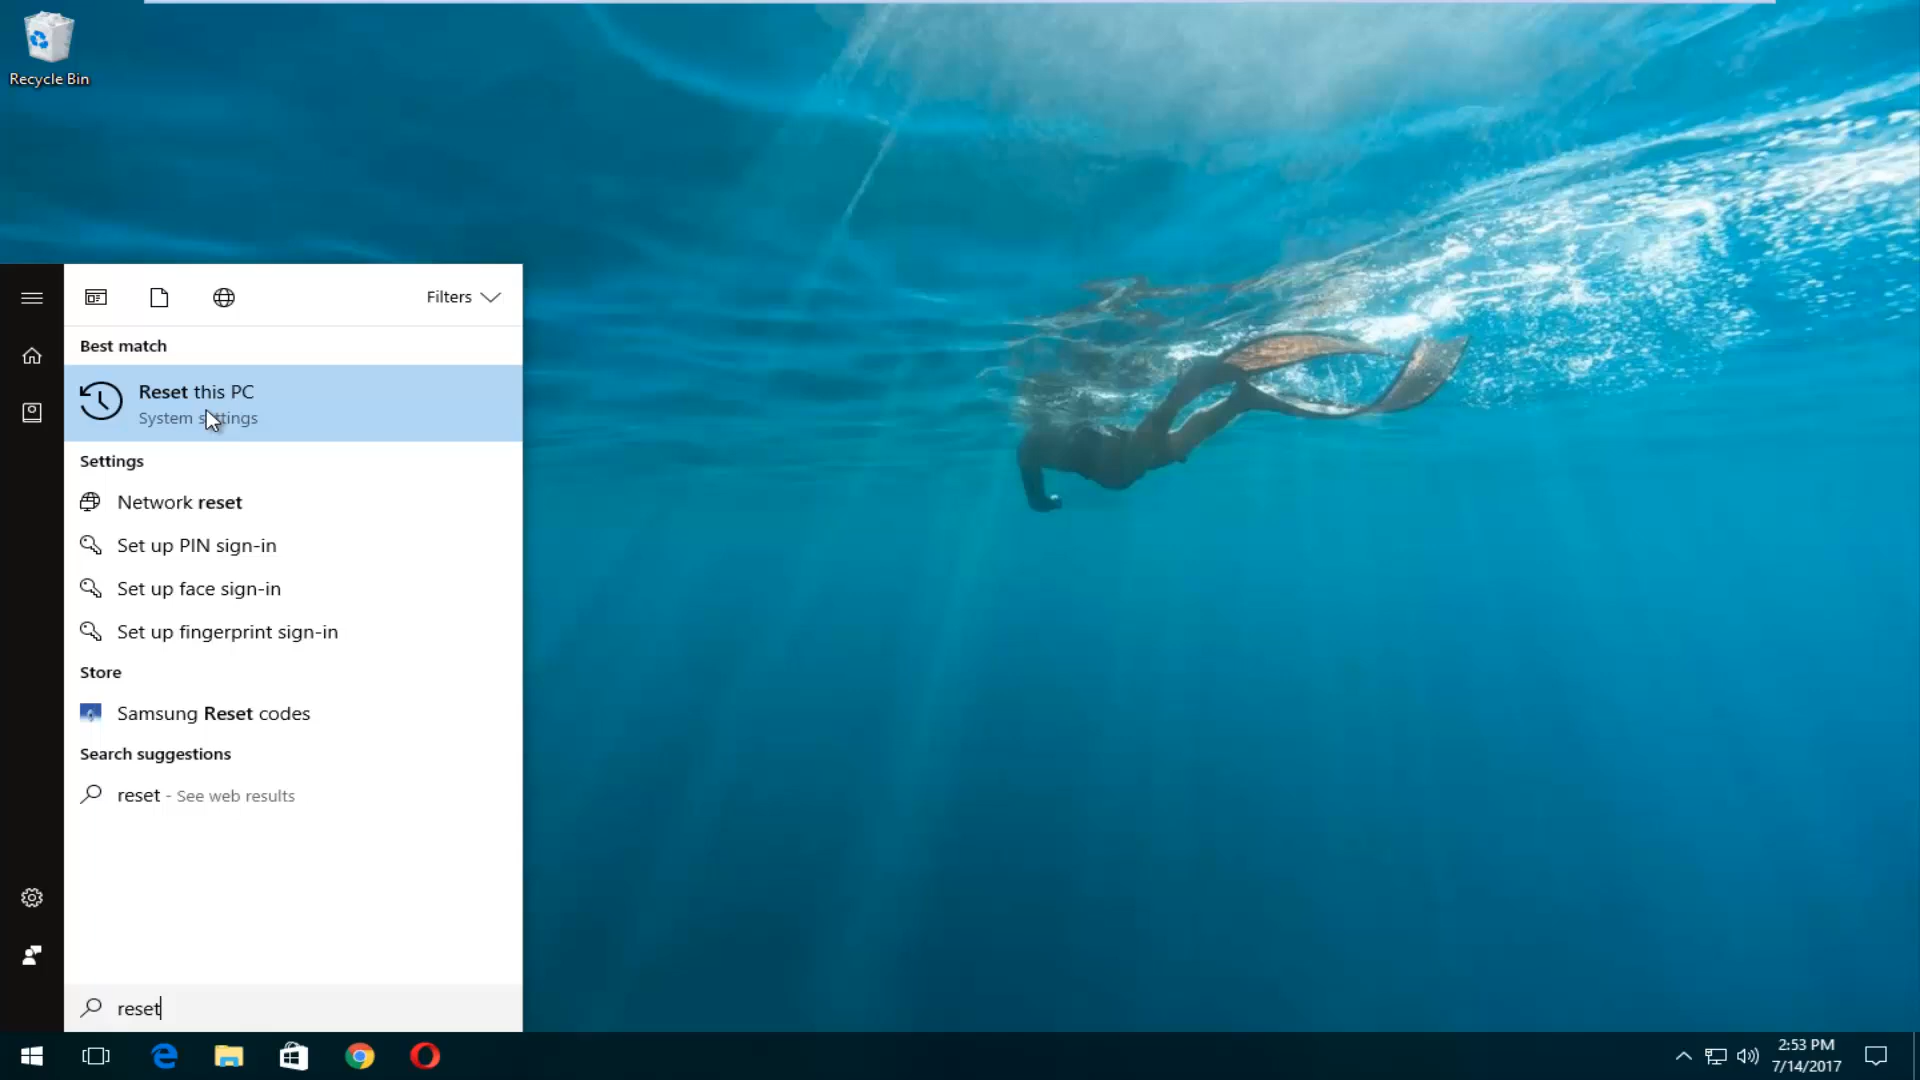 Recycle Bin
Filters
Best match
Reset this PC
System settings
Settings
Network reset
Set up PIN sign-in
Set up face sign-in
Set up fingerprint sign-in
Store
Samsung Reset codes
Search suggestions
reset - See web results
reset
2:53 PM
7/14/2017